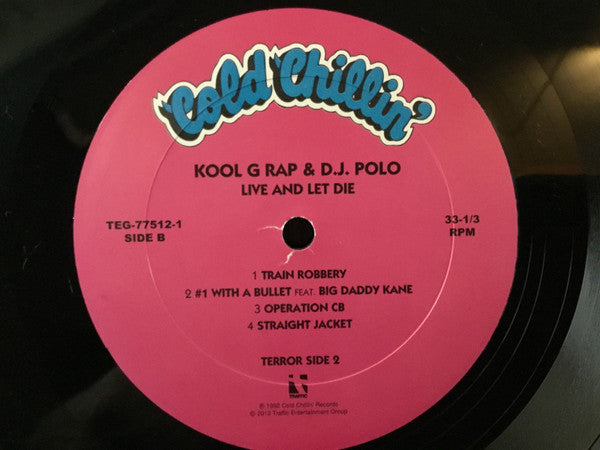 "Cold Chillin'"
KOOL G RAP & D.J. POLO
LIVE AND LET DIE
TEG-77512-1
SIDE B
33-1/3
RPM
1 TRAIN ROBBERY
2 #1 WITH A BULLET FEAT. BIG DADDY KANE
3 OPERATION CB
4 STRAIGHT JACKET
TERROR SIDE 2
TRAFFIC
℗ 1992 Cold Chillin' Records
© 2013 Traffic Entertainment Group